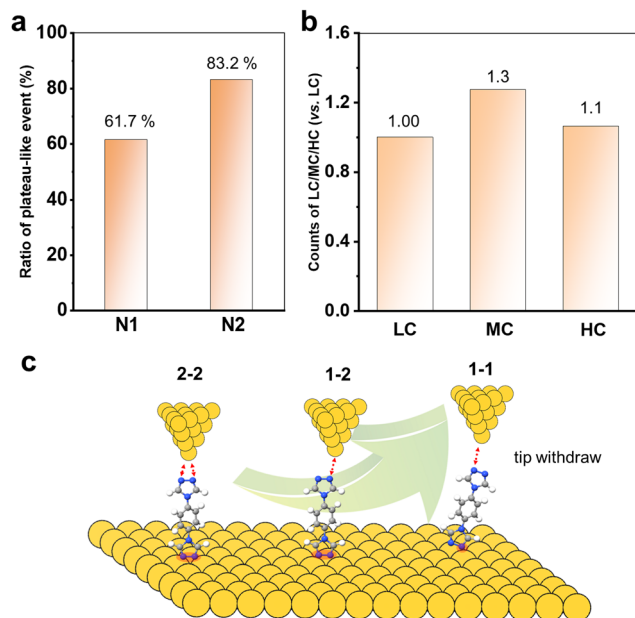 a
Ratio of plateau-like event (%)
100
80
60
40
20
0
61.7 %
83.2 %
N1
N2
b
Counts of LC/MC/HC (vs. LC)
1.6
1.2
0.8
0.4
0.0
1.00
1.3
1.1
LC
MC
HC
c
2-2
1-2
1-1
tip withdraw